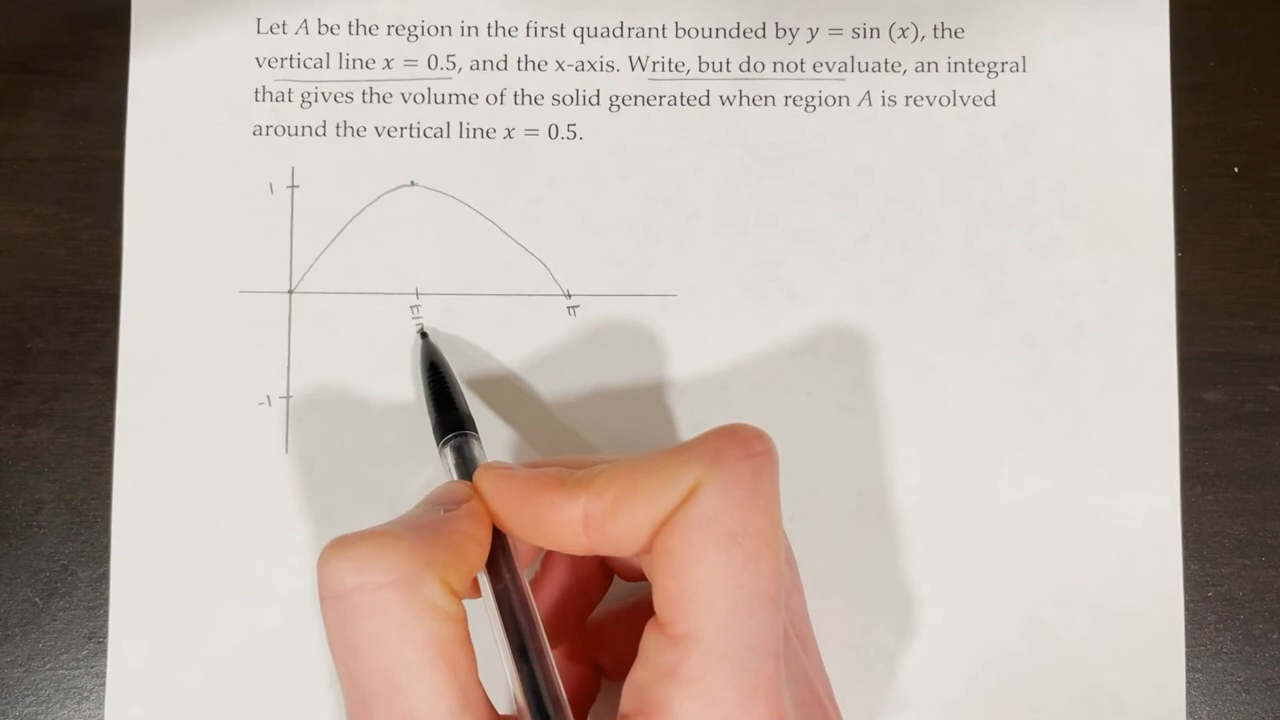 Let A be the region in the first quadrant bounded by y = sin (x), the
vertical line x = 0.5, and the x-axis. Write, but do not evaluate, an integral
that gives the volume of the solid generated when region A is revolved
around the vertical line x = 0.5.
1
π
π
-1